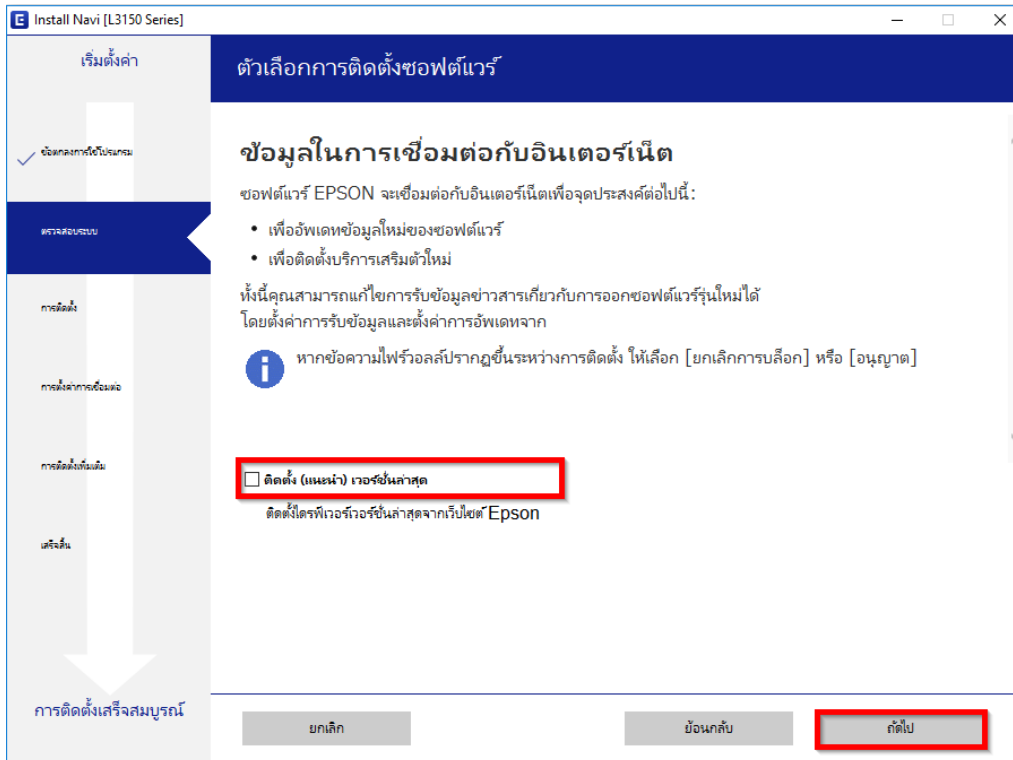 Install Navi [L3150 Series]
เริ่มตั้งค่า
ตัวเลือกการติดตั้งซอฟต์แวร์
ข้อตกลงการใช้โปรแกรม
ตรวจสอบระบบ
การติดตั้ง
การตั้งค่าการเชื่อมต่อ
การติดตั้งเพิ่มเติม
เสร็จสิ้น
การติดตั้งเสร็จสมบูรณ์
ข้อมูลในการเชื่อมต่อกับอินเตอร์เน็ต
ซอฟต์แวร์ EPSON จะเชื่อมต่อกับอินเตอร์เน็ตเพื่อจุดประสงค์ต่อไปนี้:
• เพื่ออัพเดทข้อมูลใหม่ของซอฟต์แวร์
• เพื่อติดตั้งบริการเสริมตัวใหม่
ทั้งนี้คุณสามารถแก้ไขการรับข้อมูลข่าวสารเกี่ยวกับการออกซอฟต์แวร์รุ่นใหม่ได้
โดยตั้งค่าการรับข้อมูลและตั้งค่าการอัพเดทจาก
หากข้อความไฟร์วอลล์ปรากฏขึ้นระหว่างการติดตั้ง ให้เลือก [ยกเลิกการบล็อก] หรือ [อนุญาต]
ติดตั้ง (แนะนำ) เวอร์ชั่นล่าสุด
ติดตั้งไดรฟ์เวอร์เวอร์ชั่นล่าสุดจากเว็ปไซต์ Epson
ยกเลิก
ย้อนกลับ
ถัดไป